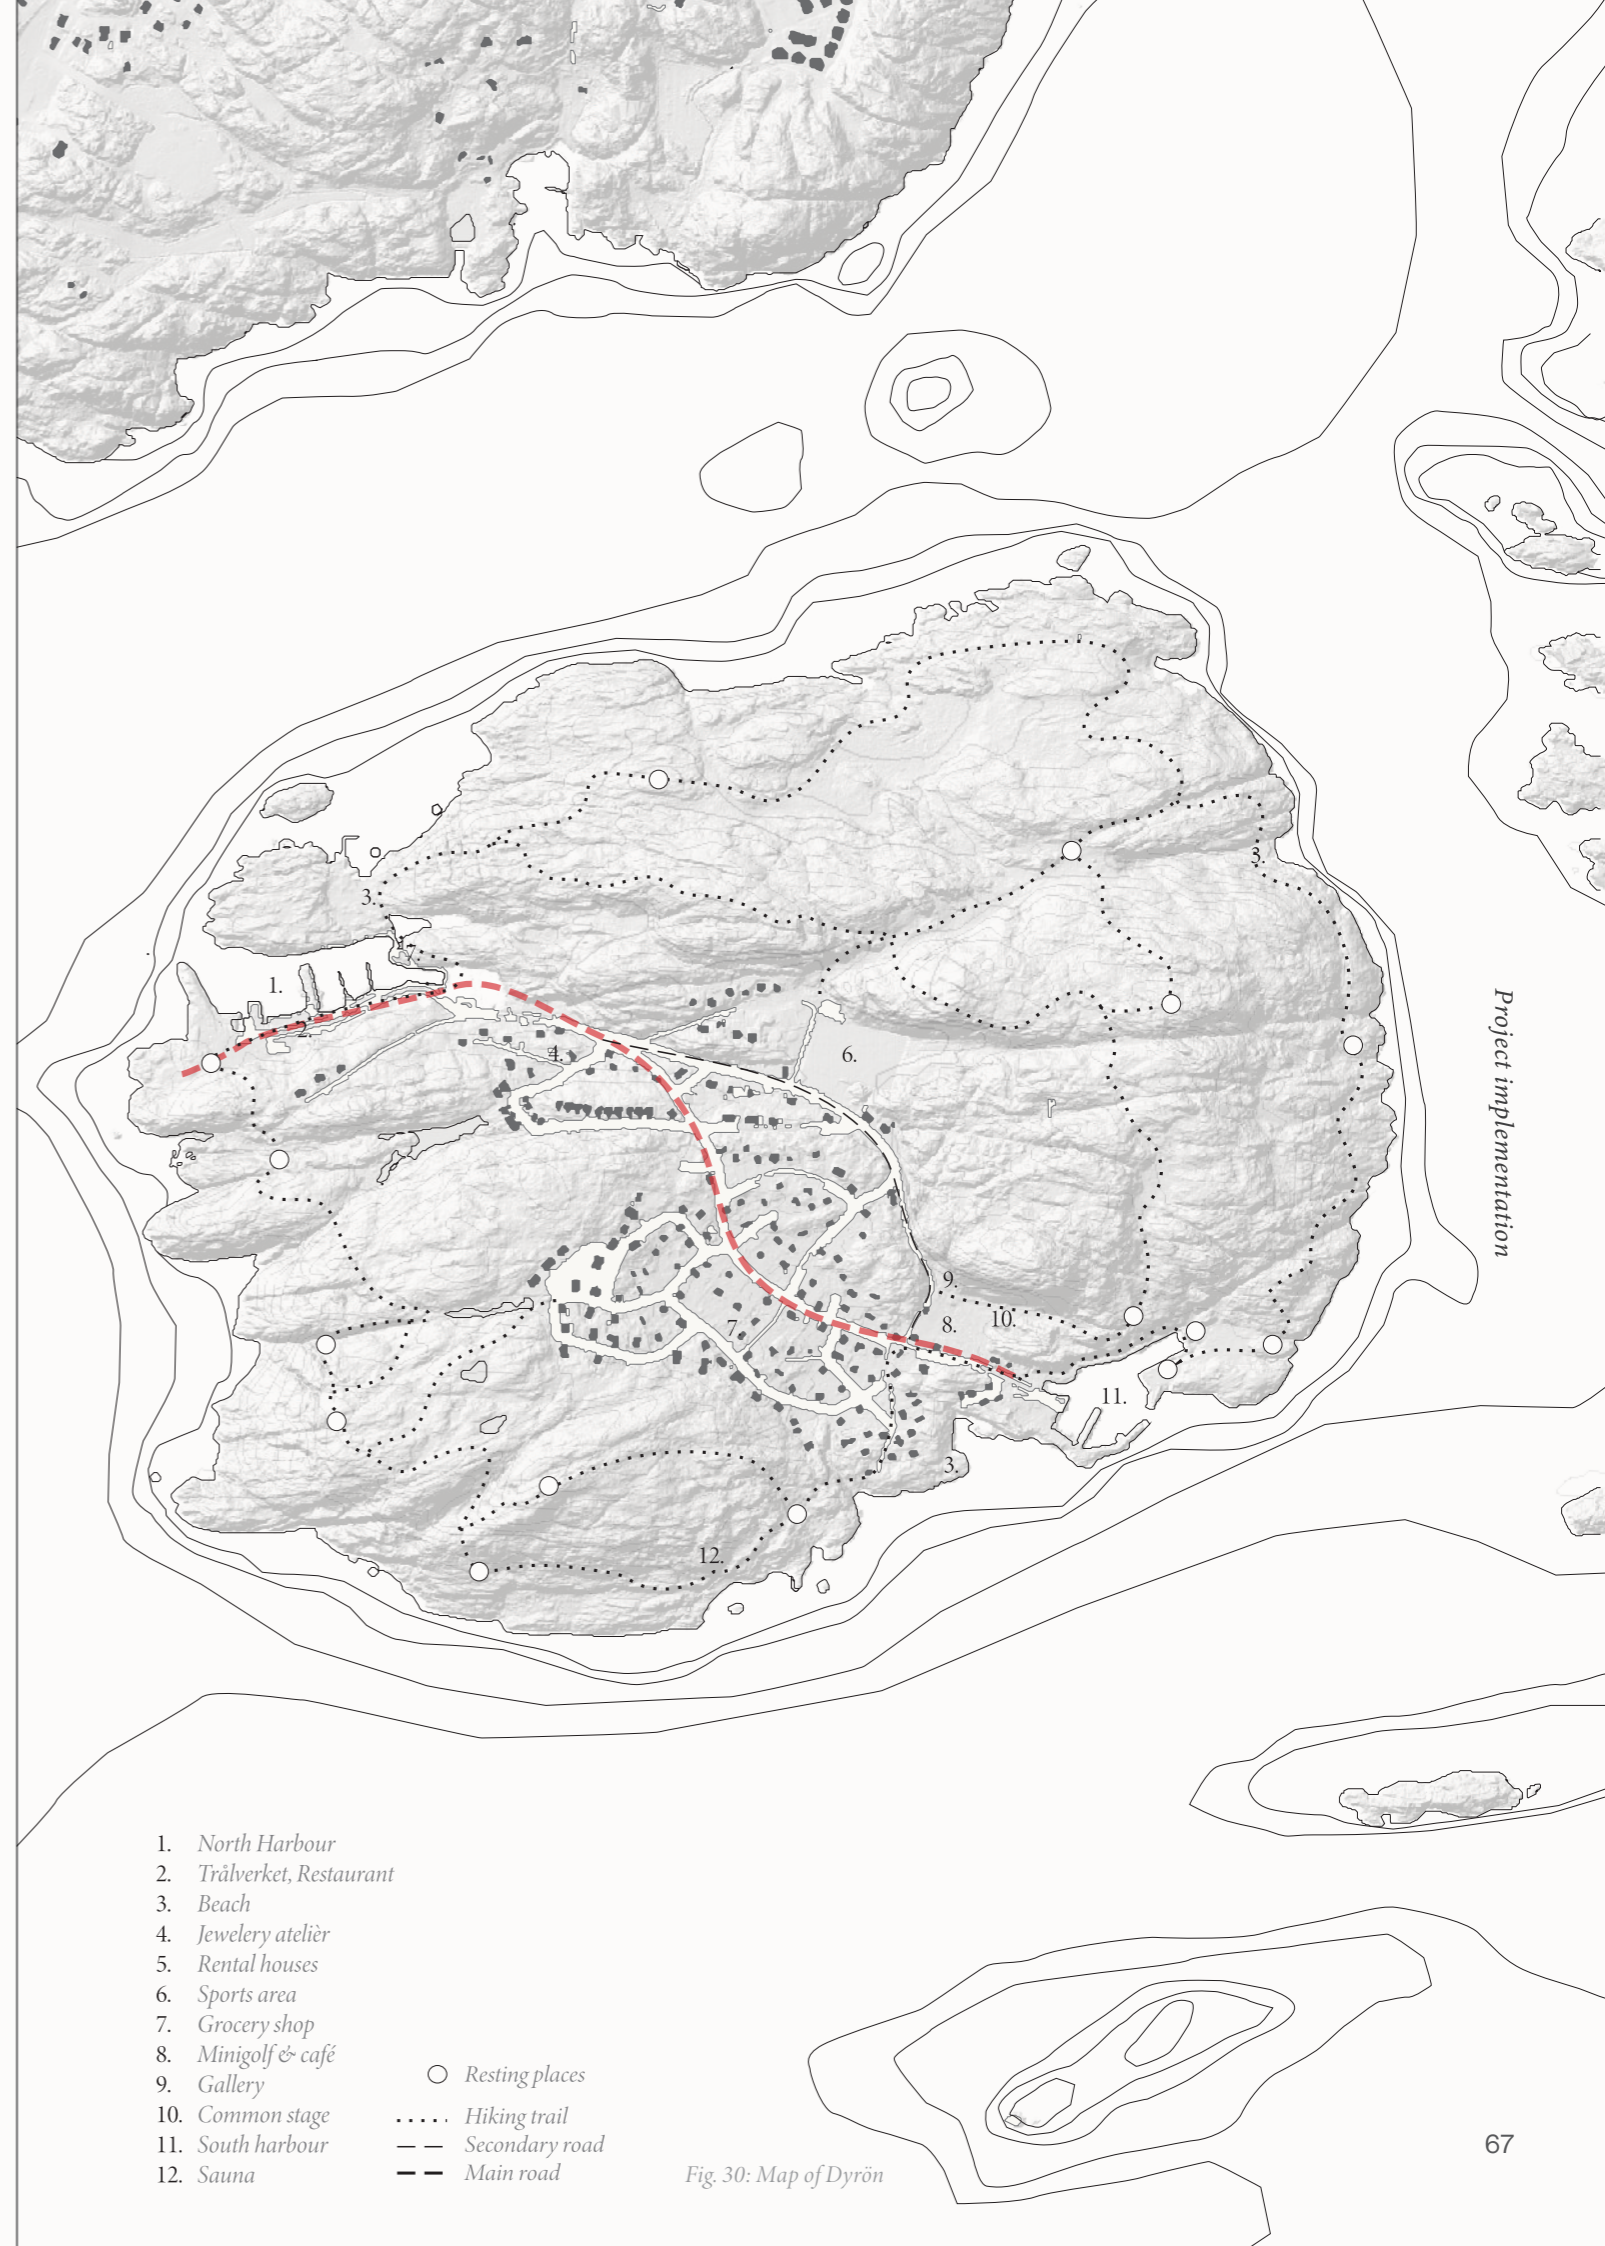 3.
3.
7.
1.
2.
4.
6.
Project implementation
9.
10.
8.
7.
11.
3.
12.
1. North Harbour
2. Trålverket, Restaurant
3. Beach
4. Jewelery atelièr
5. Rental houses
6. Sports area
7. Grocery shop
8. Minigolf & café
9. Gallery
10. Common stage
11. South harbour
12. Sauna
Resting places
Hiking trail
Secondary road
Main road
Fig. 30: Map of Dyrön
67